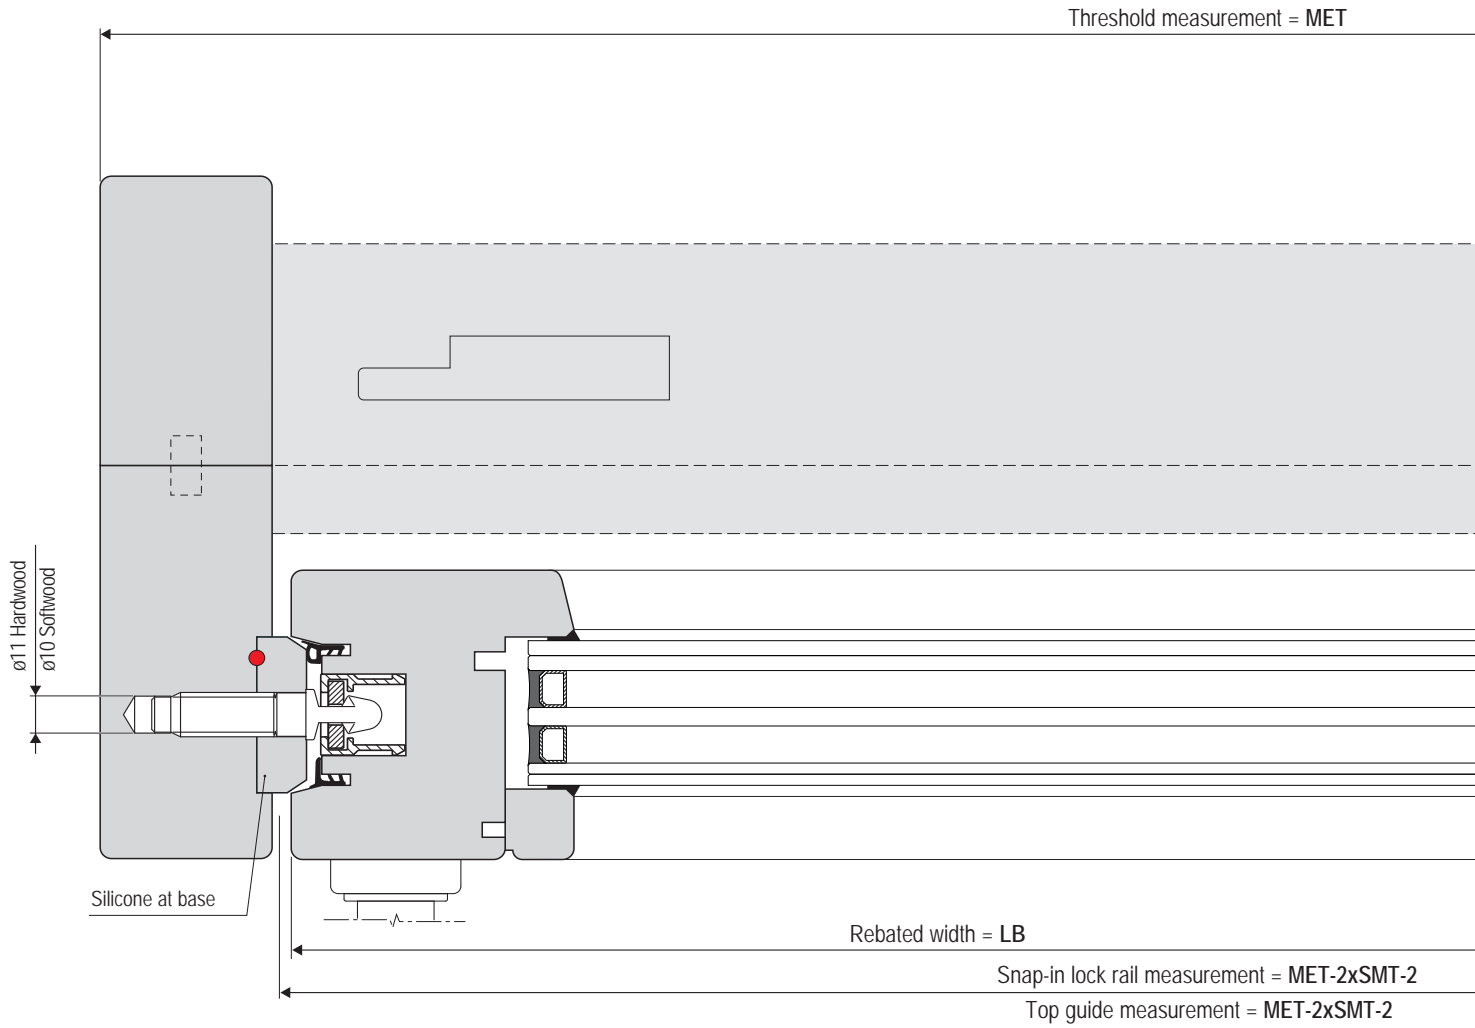 Threshold measurement = MET
ø11 Hardwood
ø10 Softwood
Silicone at base
Rebated width = LB
Snap-in lock rail measurement = MET-2xSMT-2
Top guide measurement = MET-2xSMT-2